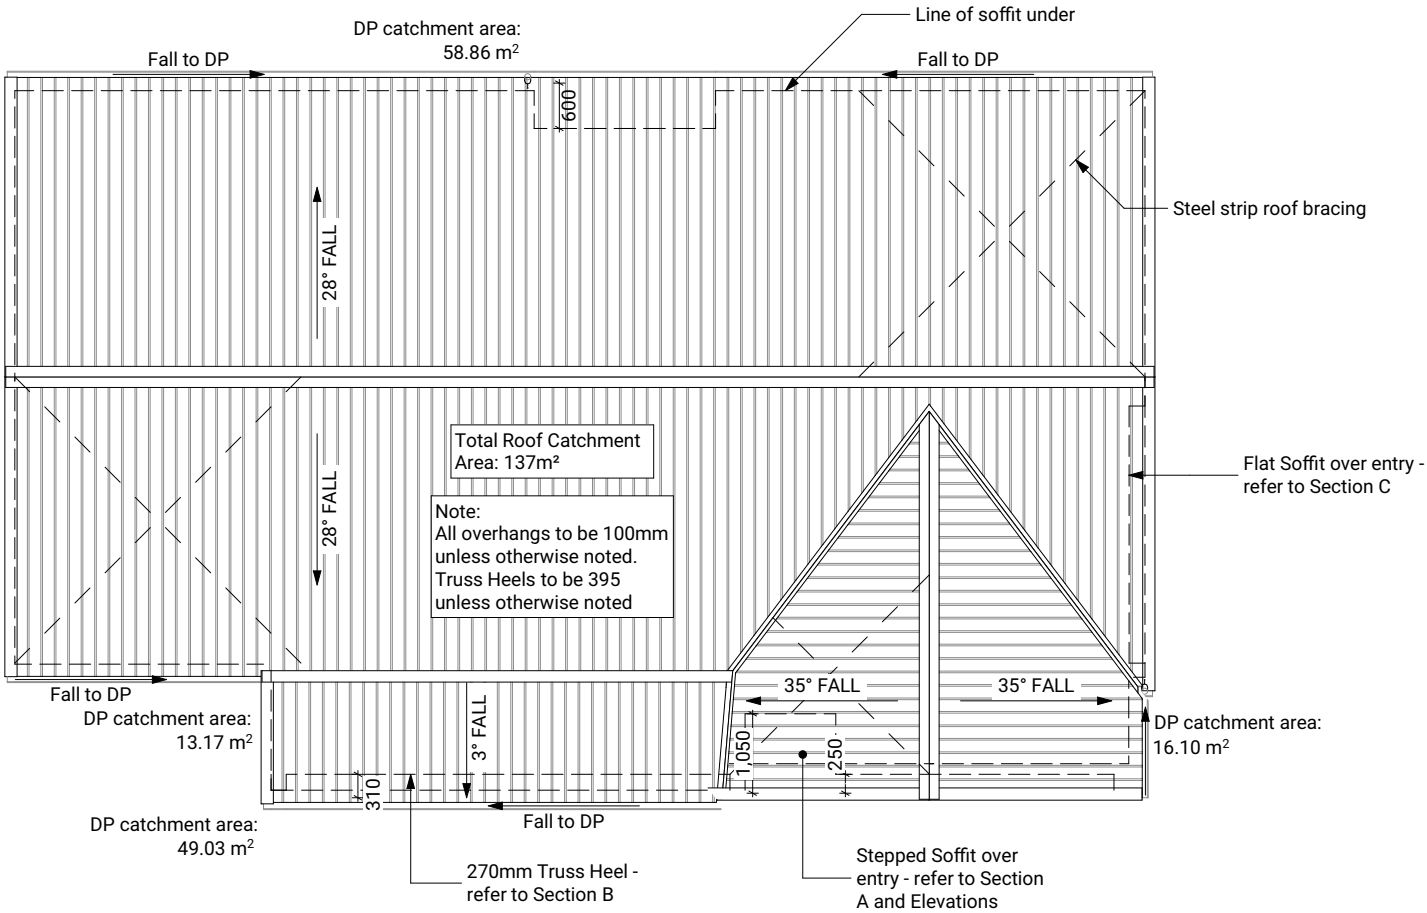 Line of soffit under
DP catchment area:
58.86 m²
Fall to DP
Fall to DP
600
Steel strip roof bracing
28° FALL
Total Roof Catchment
Area: 137m²
Flat Soffit over entry -
refer to Section C
28° FALL
Note:
All overhangs to be 100mm
unless otherwise noted.
Truss Heels to be 395
unless otherwise noted
Fall to DP
35° FALL
35° FALL
DP catchment area:
13.17 m²
3° FALL
DP catchment area:
16.10 m²
1,050
250
310
Fall to DP
DP catchment area:
49.03 m²
270mm Truss Heel -
refer to Section B
Stepped Soffit over
entry - refer to Section
A and Elevations